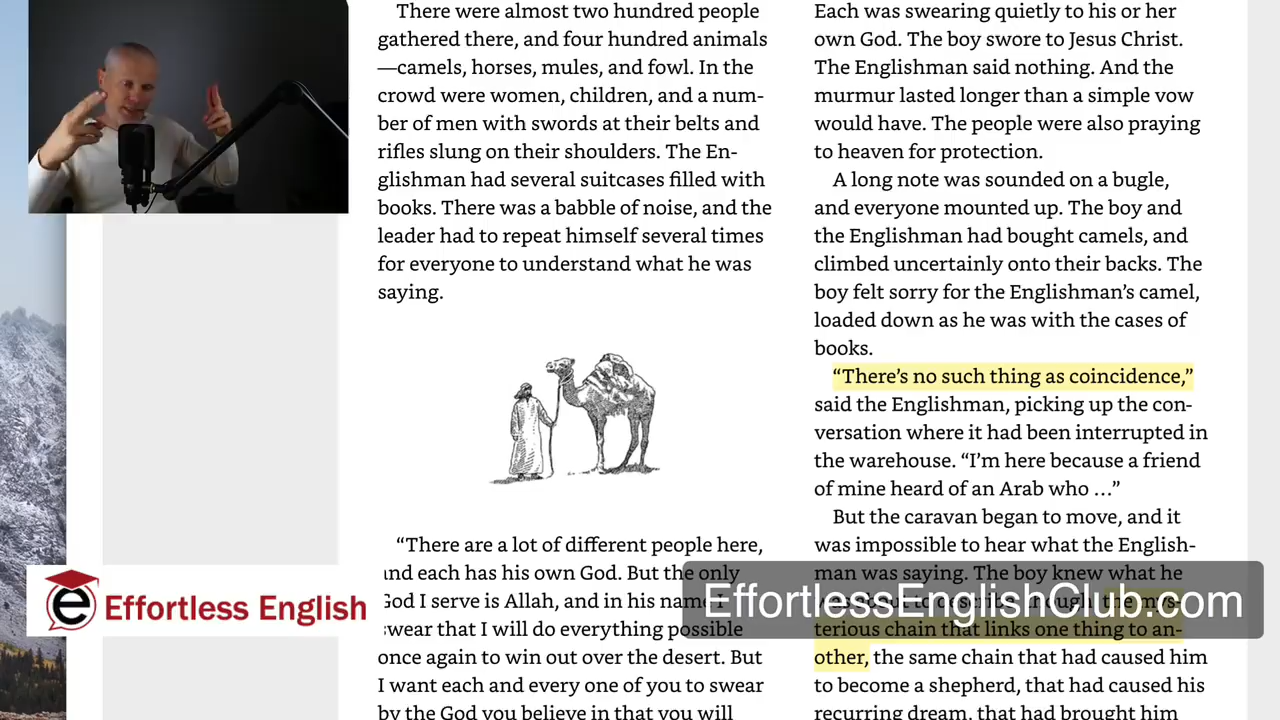 There were almost two hundred people
gathered there, and four hundred animals
—camels, horses, mules, and fowl. In the
crowd were women, children, and a num-
ber of men with swords at their belts and
rifles slung on their shoulders. The En-
glishman had several suitcases filled with
books. There was a babble of noise, and the
leader had to repeat himself several times
for everyone to understand what he was
saying.
“There are a lot of different people here,
and each has his own God. But the only
God I serve is Allah, and in his name I
swear that I will do everything possible
once again to win out over the desert. But
I want each and every one of you to swear
by the God you believe in that you will
Each was swearing quietly to his or her
own God. The boy swore to Jesus Christ.
The Englishman said nothing. And the
murmur lasted longer than a simple vow
would have. The people were also praying
to heaven for protection.
A long note was sounded on a bugle,
and everyone mounted up. The boy and
the Englishman had bought camels, and
climbed uncertainly onto their backs. The
boy felt sorry for the Englishman’s camel,
loaded down as he was with the cases of
books.
“There’s no such thing as coincidence,”
said the Englishman, picking up the con-
versation where it had been interrupted in
the warehouse. “I’m here because a friend
of mine heard of an Arab who …”
But the caravan began to move, and it
was impossible to hear what the English-
man was saying. The boy knew what he
was about to describe, though: the mys-
terious chain that links one thing to an-
other, the same chain that had caused him
to become a shepherd, that had caused his
recurring dream, that had brought him
e Effortless English
EffortlessEnglishClub.com